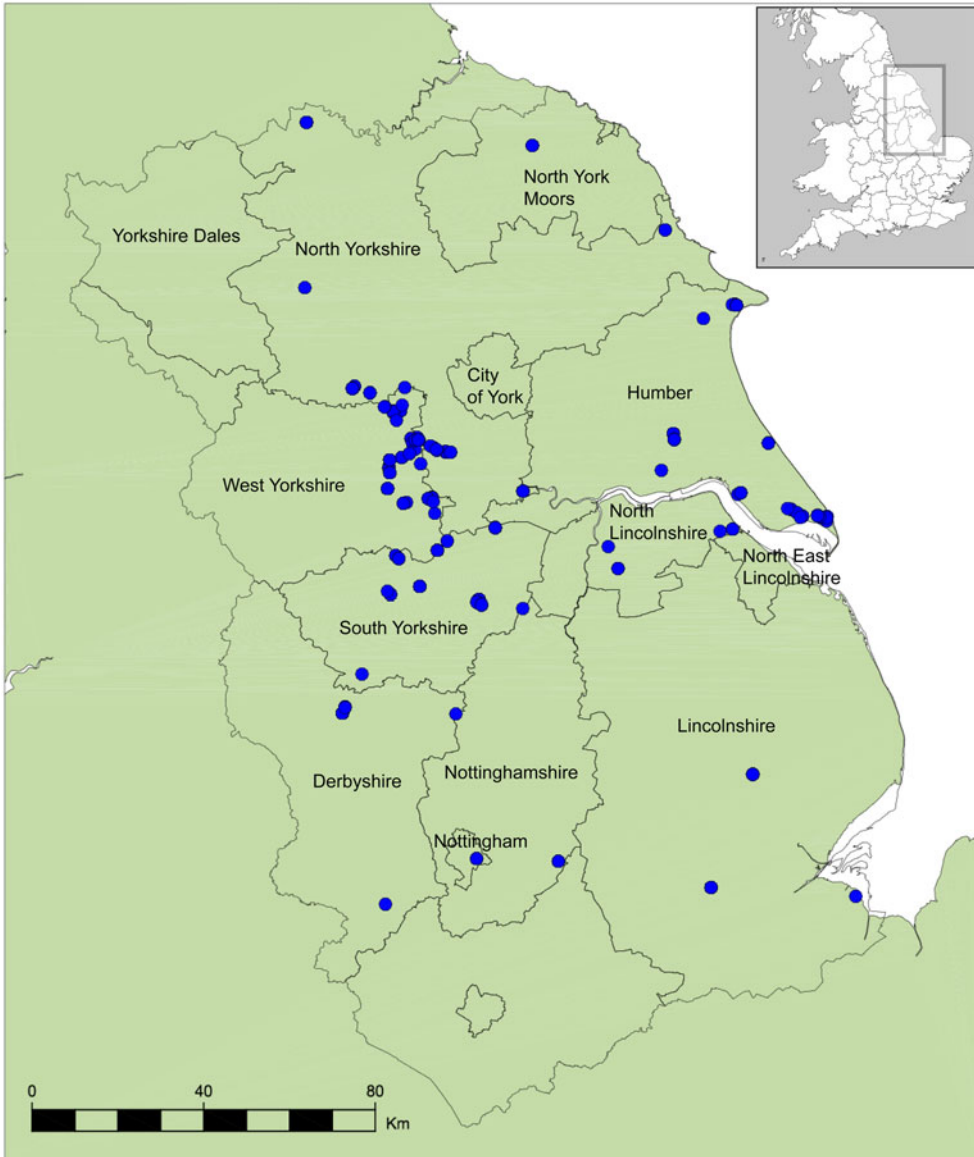 North York
Moors
Yorkshire Dales
North Yorkshire
City
of York
Humber
West Yorkshire
North
Lincolnshire
North East
Lincolnshire
South Yorkshire
Lincolnshire
Derbyshire
Nottinghamshire
Nottingham
0 40 80
Km